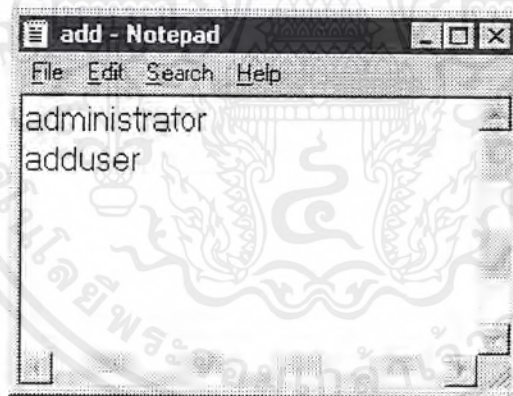 add - Notepad
File Edit Search Help
administrator
adduser